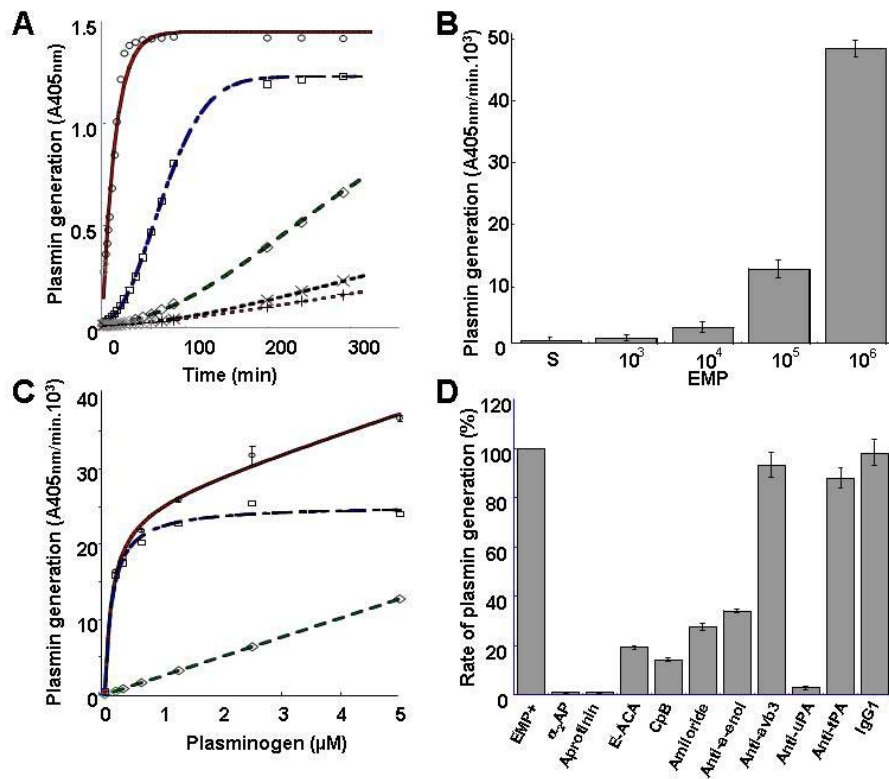 A
Plasmin generation (A405nm)
1.5
1.0
0.5
0
0 100 200 300
Time (min)
B
Plasmin generation (A405nm/min.10³)
50
40
30
20
10
0
S 10³ 10⁴ 10⁵ 10⁶
EMP
C
Plasmin generation (A405nm/min.10³)
40
30
20
10
0
0 1 2 3 4 5
Plasminogen (µM)
D
Rate of plasmin generation (%)
120
100
80
60
40
20
0
EMP+
α₂AP
Aprotinin
E-ACA
CpB
Amiloride
Anti-a-enol
Anti-avb3
Anti-uPA
Anti-tPA
IgG1